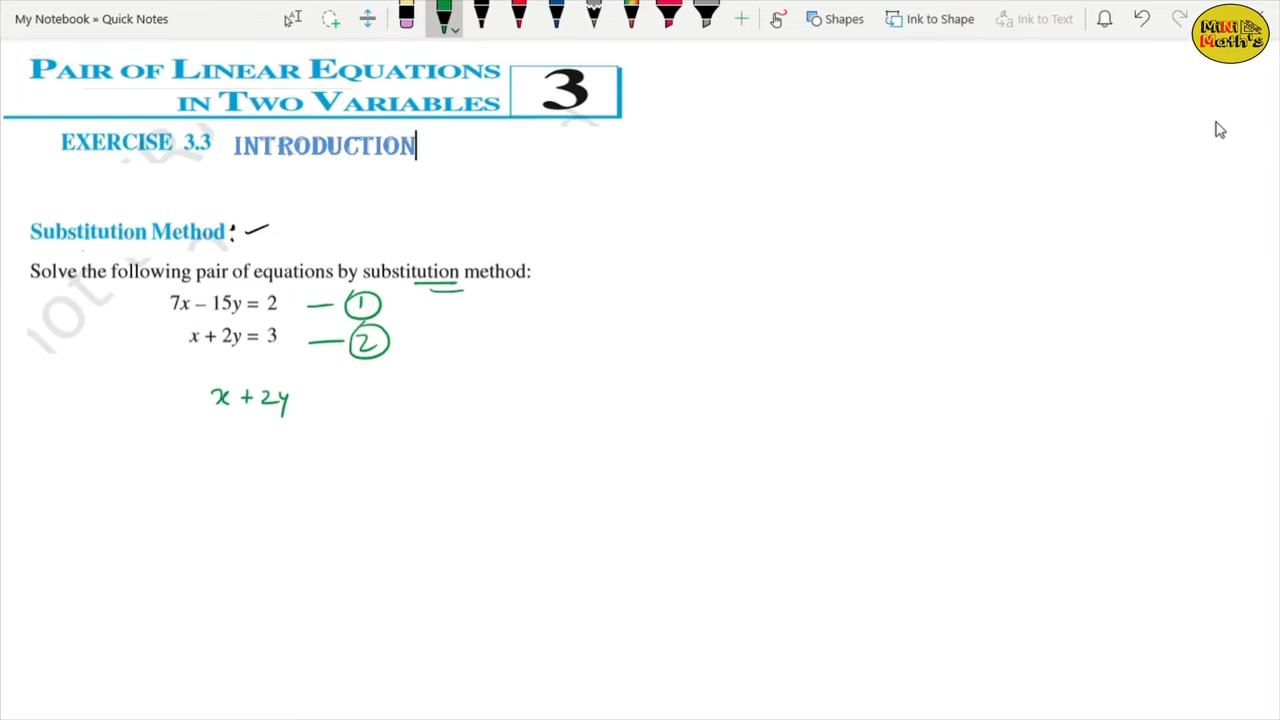 My Notebook » Quick Notes
Shapes
Ink to Shape
Ink to Text
MiNi
Math's
PAIR OF LINEAR EQUATIONS
IN TWO VARIABLES
3
EXERCISE 3.3 INTRODUCTION
Substitution Method :
Solve the following pair of equations by substitution method:
7x – 15y = 2 — ①
x + 2y = 3 — ②
x + 2y